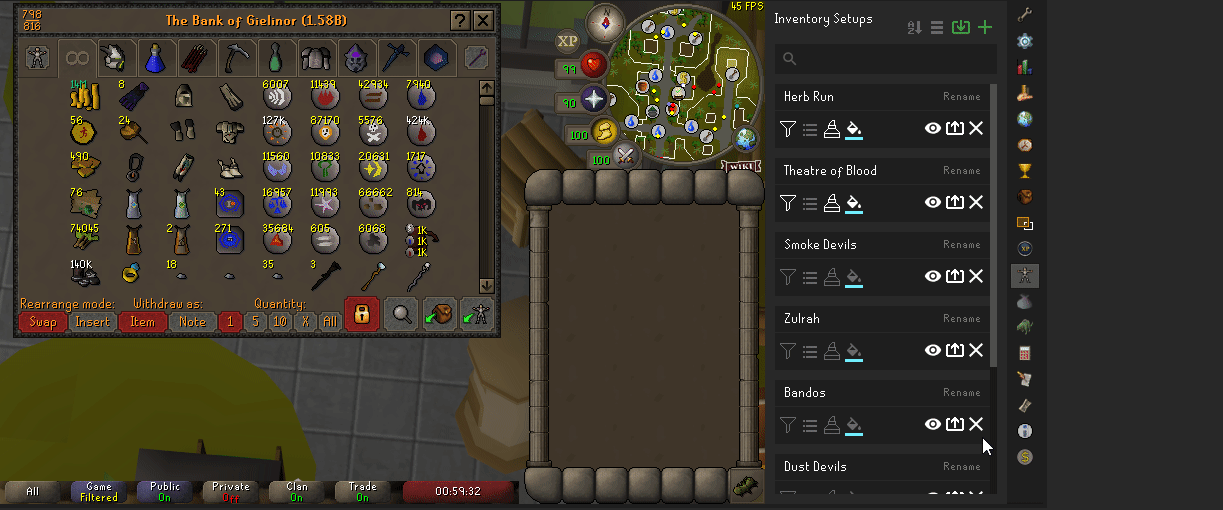 798
816
The Bank of Gielinor (1.58B)
?
14M 8 6007 11439 42934 7940
56 24 127K 87170 5576 424K
490 11560 10833 20631 1717
76 43 16957 11993 66662 814
74045 2 271 35684 605 6068 1K
1K
1K
140K 18 35 3
Rearrange mode: Withdraw as: Quantity:
Swap Insert Item Note 1 5 10 X All
45 FPS
XP
99
90
100
100
WIKI
All
Game
Filtered
Public
On
Private
Off
Clan
On
Trade
On
00:59:32
Inventory Setups
Herb Run Rename
Theatre of Blood Rename
Smoke Devils Rename
Zulrah Rename
Bandos Rename
Dust Devils Rename